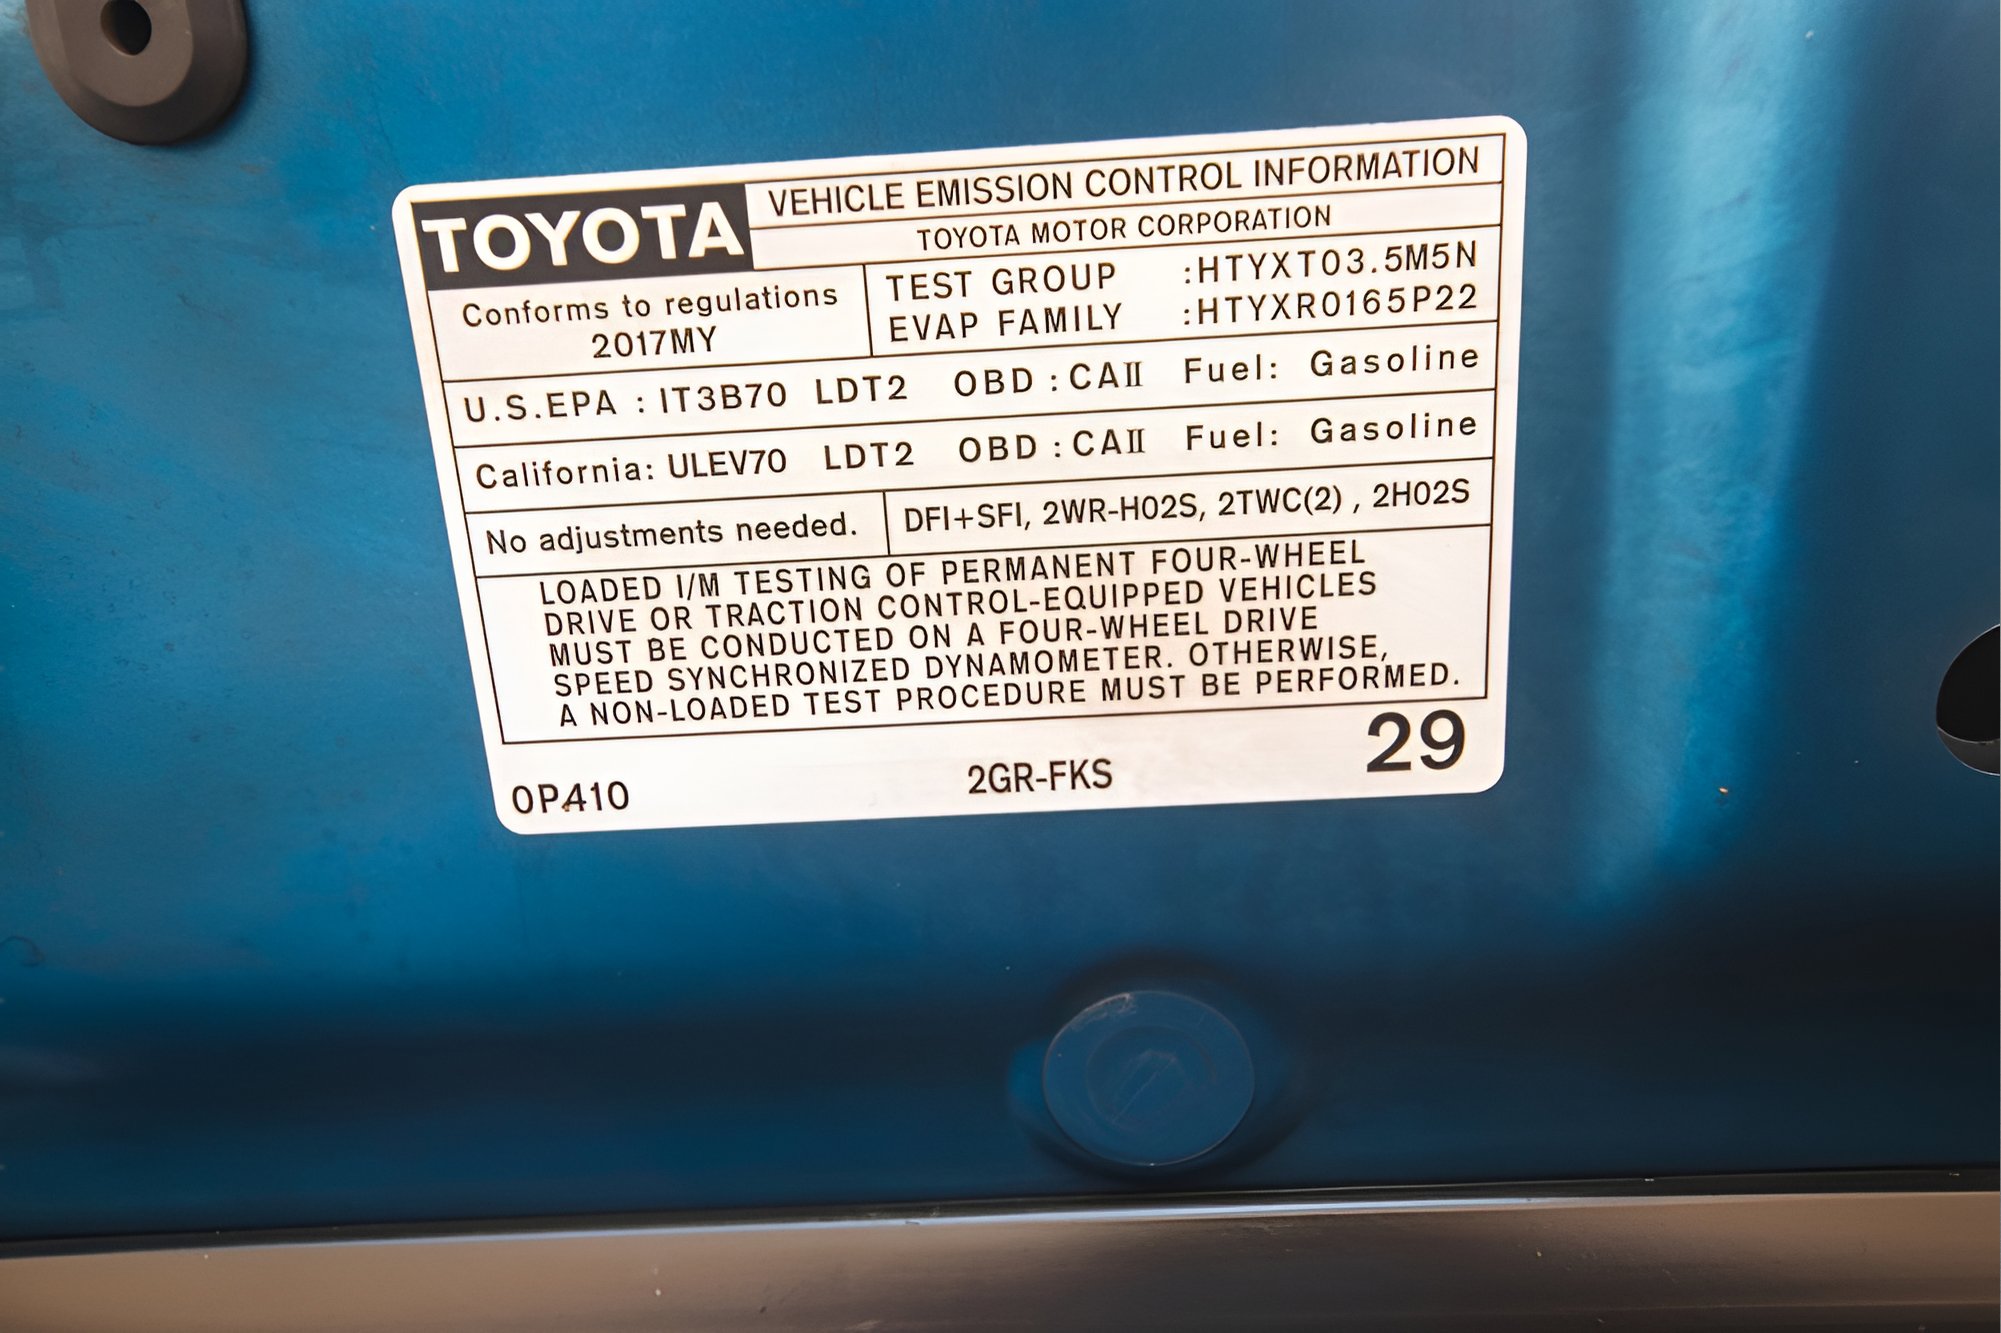 TOYOTA
VEHICLE EMISSION CONTROL INFORMATION
TOYOTA MOTOR CORPORATION
Conforms to regulations
2017MY
TEST GROUP :HTYXT03.5M5N
EVAP FAMILY :HTYXR0165P22
U.S.EPA : IT3B70 LDT2 OBD : CAⅡ Fuel: Gasoline
California: ULEV70 LDT2 OBD : CAⅡ Fuel: Gasoline
No adjustments needed.
DFI+SFI, 2WR-HO2S, 2TWC(2) , 2HO2S
LOADED I/M TESTING OF PERMANENT FOUR-WHEEL
DRIVE OR TRACTION CONTROL-EQUIPPED VEHICLES
MUST BE CONDUCTED ON A FOUR-WHEEL DRIVE
SPEED SYNCHRONIZED DYNAMOMETER. OTHERWISE,
A NON-LOADED TEST PROCEDURE MUST BE PERFORMED.
0P410
2GR-FKS
29